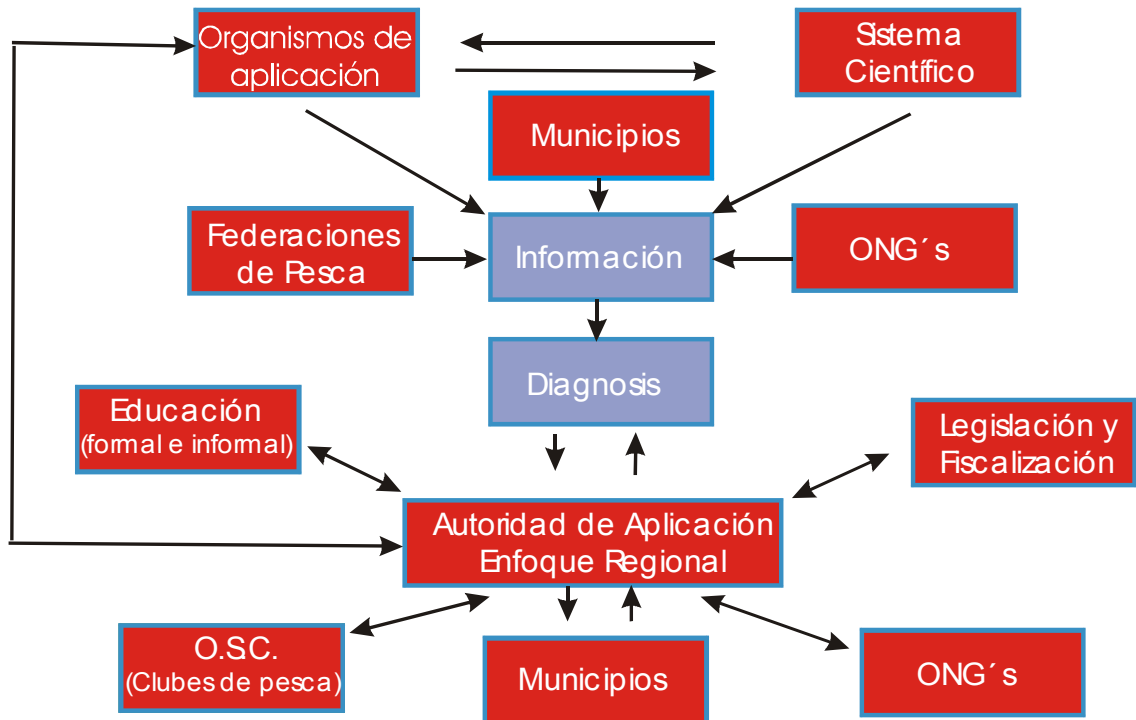 Organismos de
aplicación
Sistema
Científico
Municipios
Federaciones
de Pesca
Información
ONG´s
Diagnosis
Educación
(formal e informal)
Legislación y
Fiscalización
Autoridad de Aplicación
Enfoque Regional
O.S.C.
(Clubes de pesca)
Municipios
ONG´s